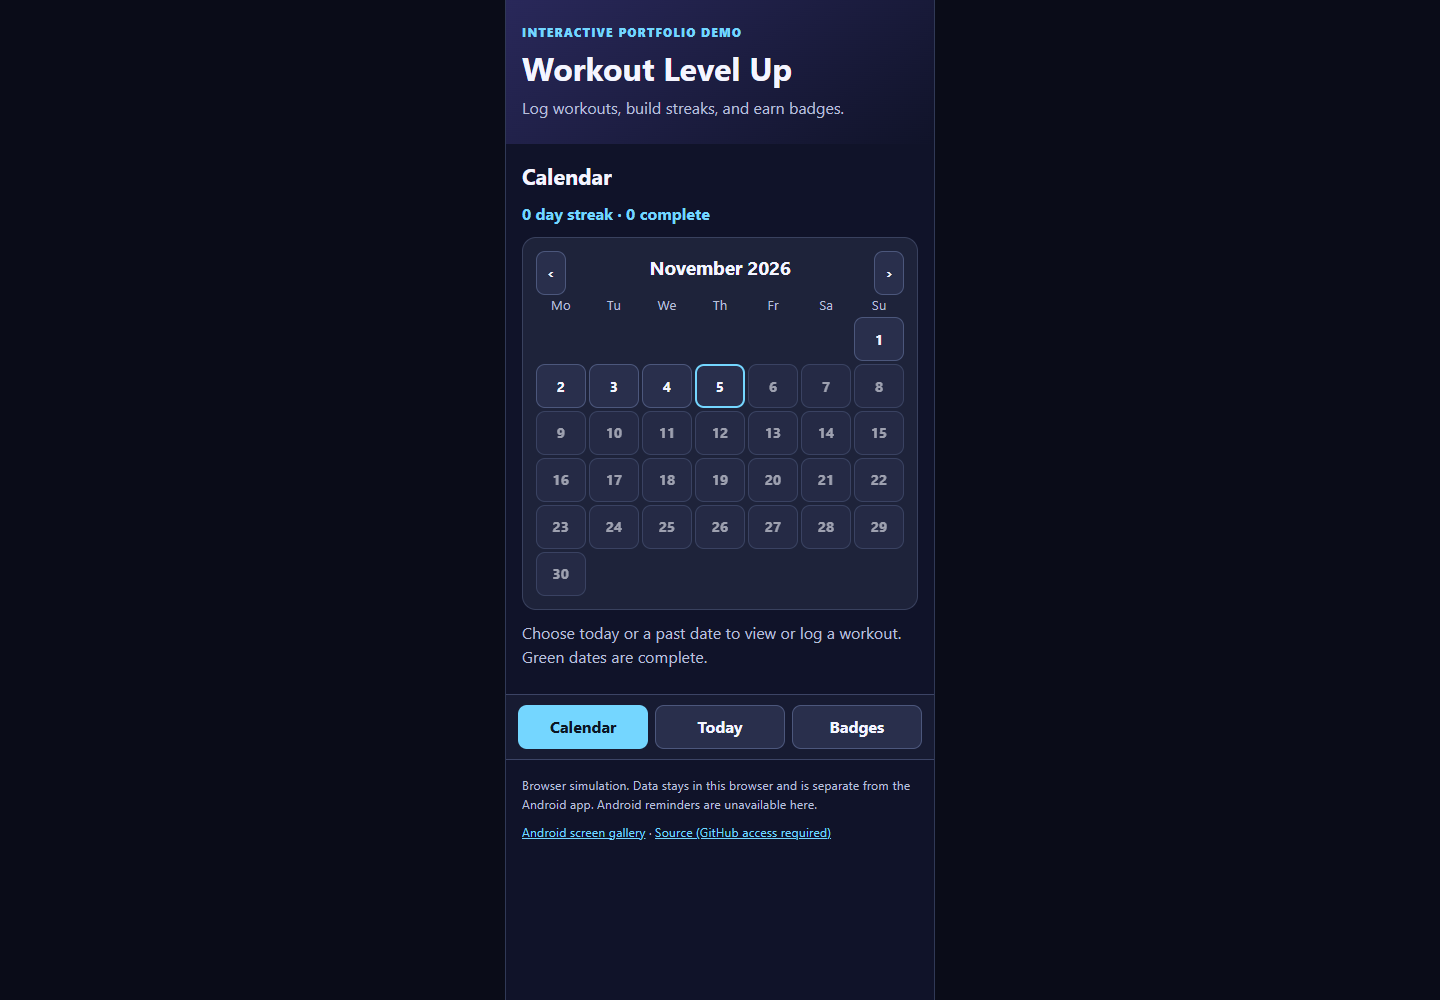 INTERACTIVE PORTFOLIO DEMO
Workout Level Up
Log workouts, build streaks, and earn badges.
Calendar
0 day streak · 0 complete
‹ November 2026 ›
Mo Tu We Th Fr Sa Su
1
2 3 4 5 6 7 8
9 10 11 12 13 14 15
16 17 18 19 20 21 22
23 24 25 26 27 28 29
30
Choose today or a past date to view or log a workout.
Green dates are complete.
Calendar Today Badges
Browser simulation. Data stays in this browser and is separate from the
Android app. Android reminders are unavailable here.
Android screen gallery · Source (GitHub access required)